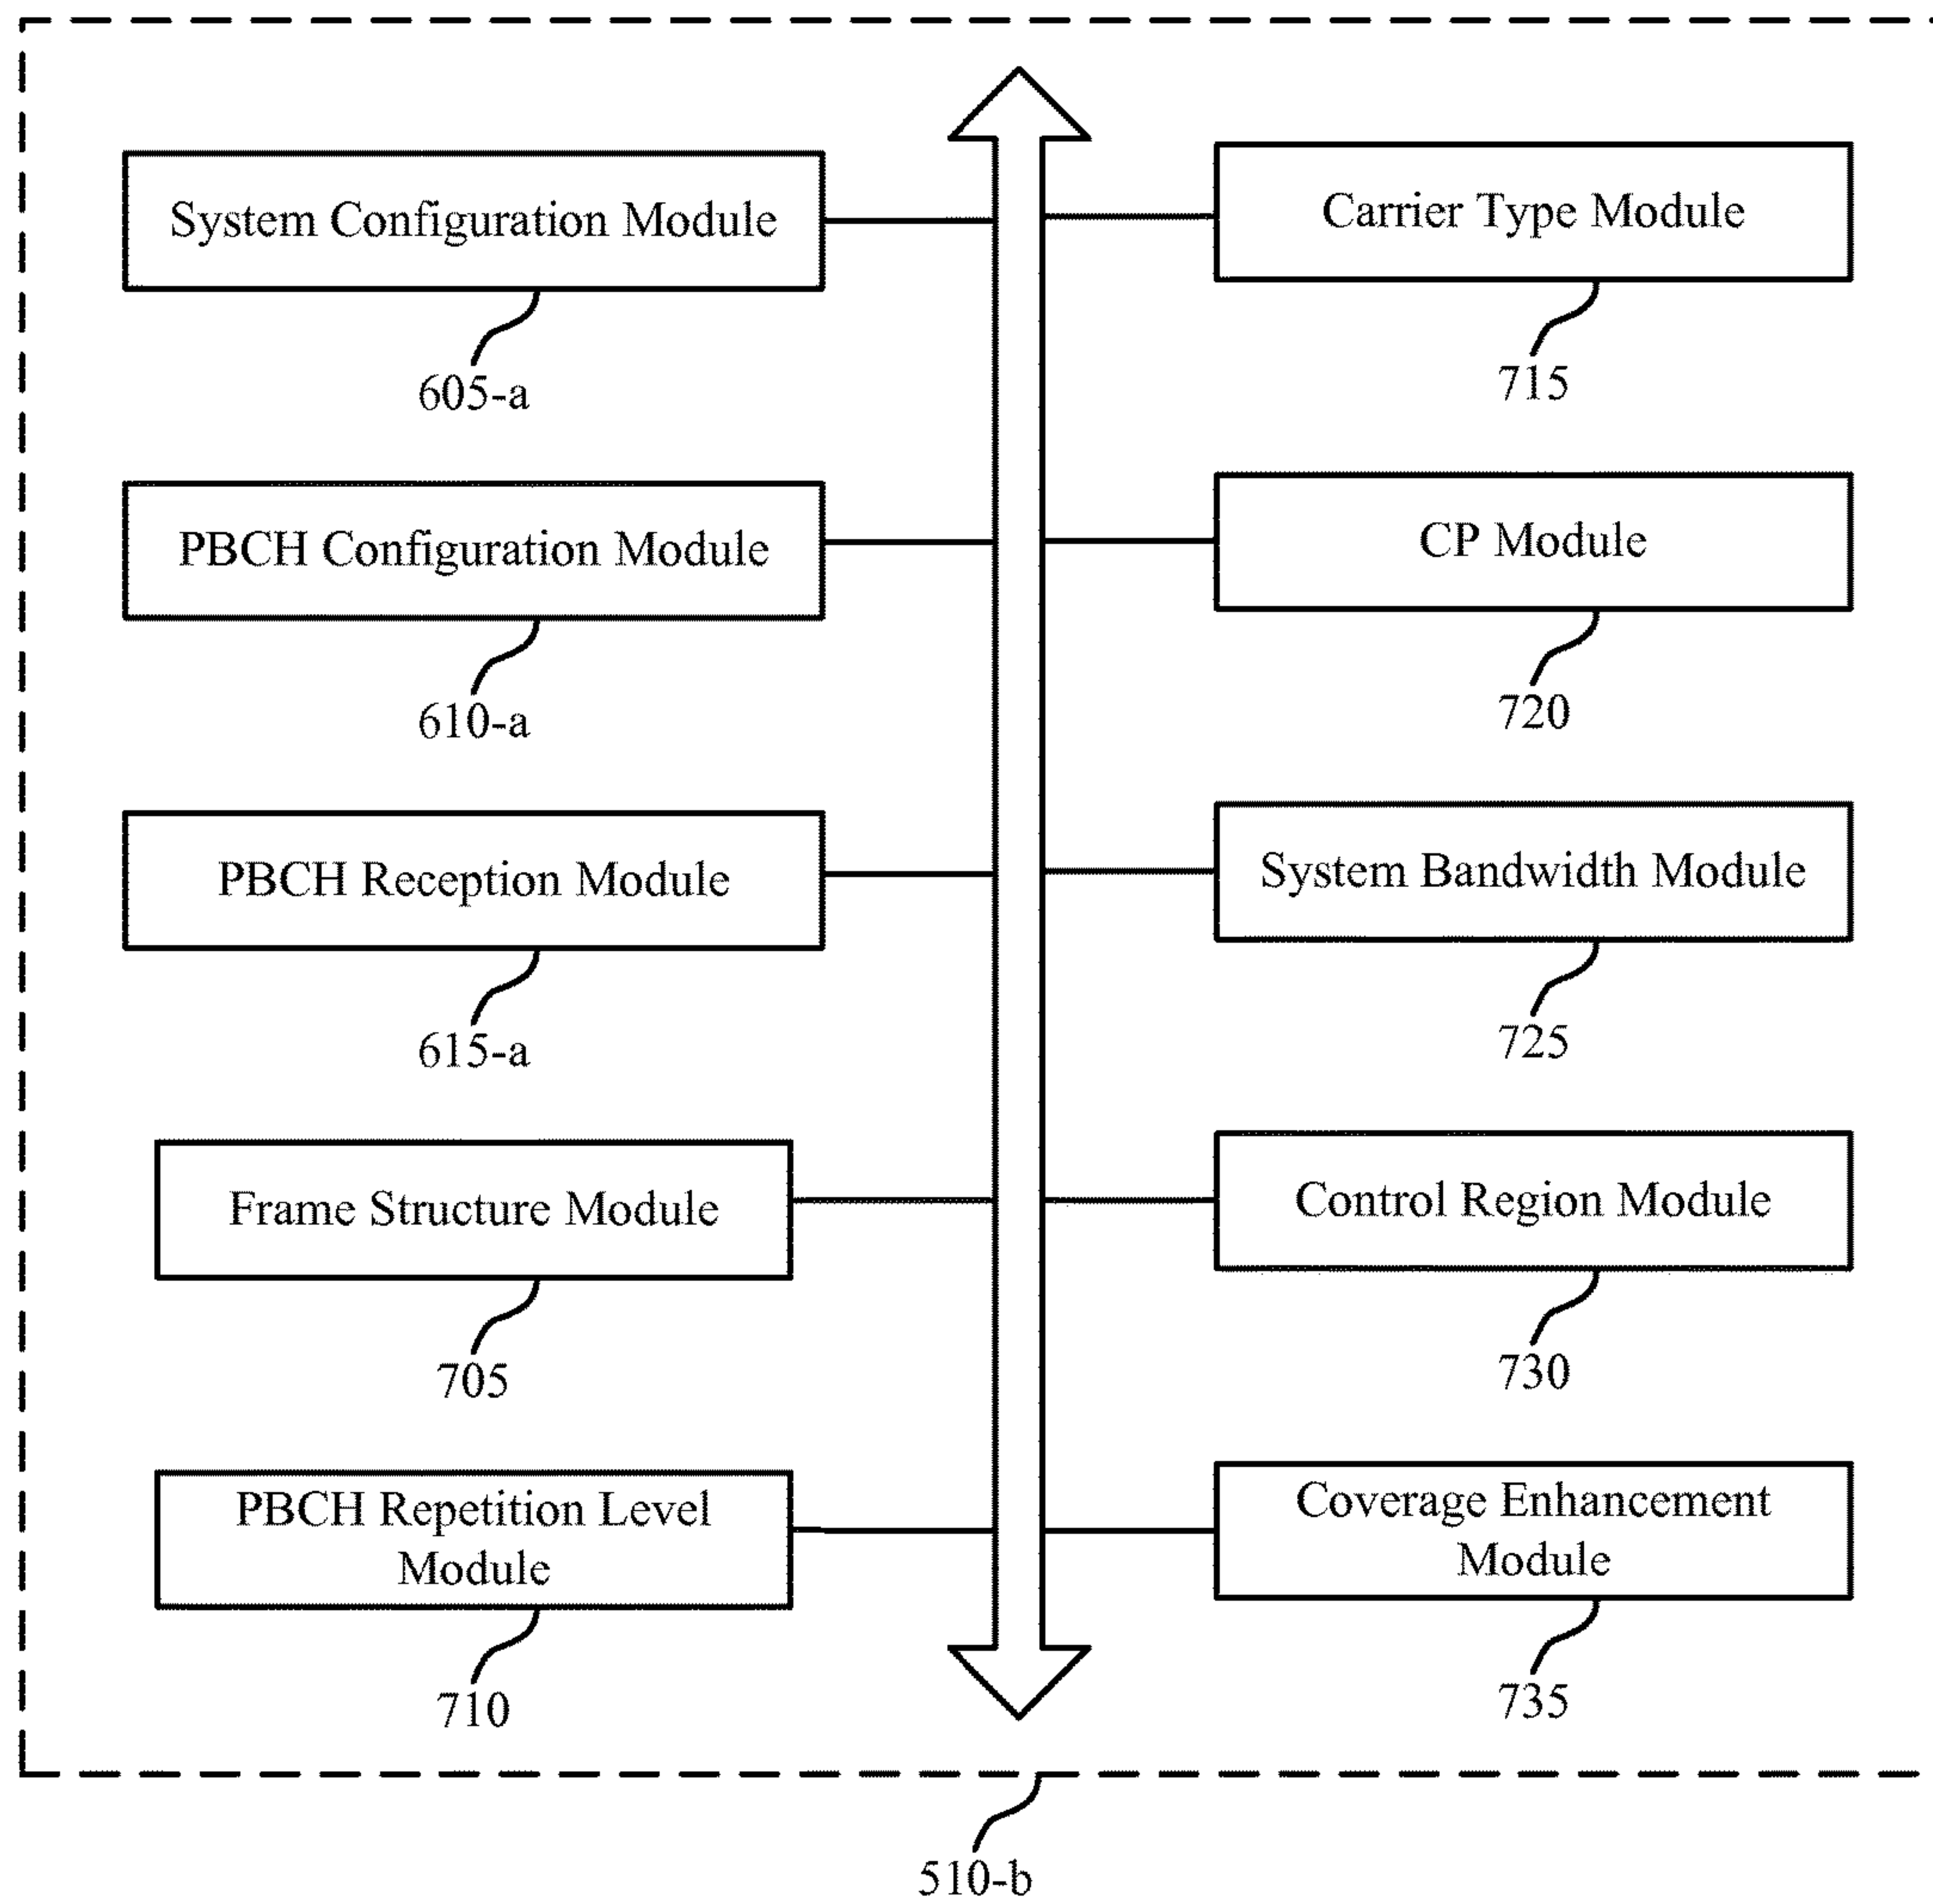 System Configuration Module
605-a
PBCH Configuration Module
610-a
PBCH Reception Module
615-a
Frame Structure Module
705
PBCH Repetition Level
Module
710
Carrier Type Module
715
CP Module
720
System Bandwidth Module
725
Control Region Module
730
Coverage Enhancement
Module
735
510-b